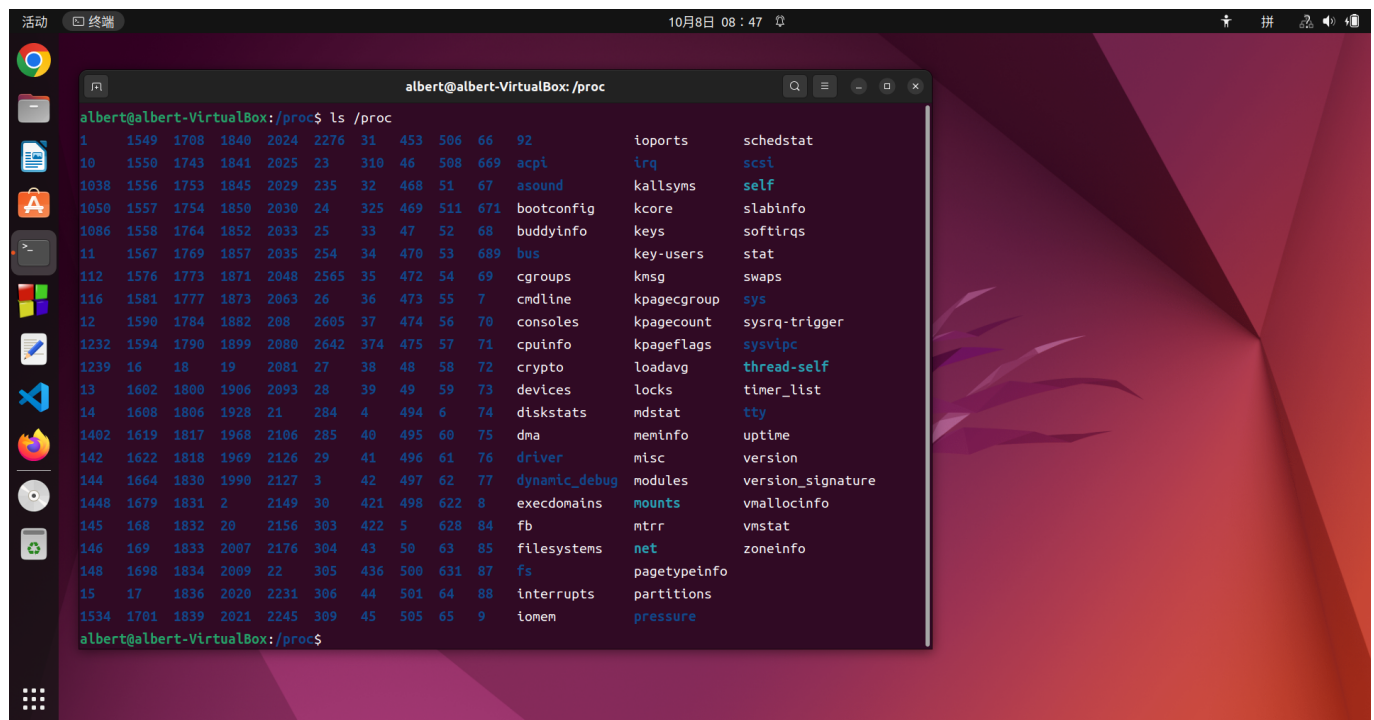 活动 终端 10月8日 08：47 拼
albert@albert-VirtualBox: /proc
albert@albert-VirtualBox:/proc$ ls /proc
1 1549 1708 1840 2024 2276 31 453 506 66 92 ioports schedstat
10 1550 1743 1841 2025 23 310 46 508 669 acpi irq scsi
1038 1556 1753 1845 2029 235 32 468 51 67 asound kallsyms self
1050 1557 1754 1850 2030 24 325 469 511 671 bootconfig kcore slabinfo
1086 1558 1764 1852 2033 25 33 47 52 68 buddyinfo keys softirqs
11 1567 1769 1857 2035 254 34 470 53 689 bus key-users stat
112 1576 1773 1871 2048 2565 35 472 54 69 cgroups kmsg swaps
116 1581 1777 1873 2063 26 36 473 55 7 cmdline kpagecgroup sys
12 1590 1784 1882 208 2605 37 474 56 70 consoles kpagecount sysrq-trigger
1232 1594 1790 1899 2080 2642 374 475 57 71 cpuinfo kpageflags sysvipc
1239 16 18 19 2081 27 38 48 58 72 crypto loadavg thread-self
13 1602 1800 1906 2093 28 39 49 59 73 devices locks timer_list
14 1608 1806 1928 21 284 4 494 6 74 diskstats mdstat tty
1402 1619 1817 1968 2106 285 40 495 60 75 dma meminfo uptime
142 1622 1818 1969 2126 29 41 496 61 76 driver misc version
144 1664 1830 1990 2127 3 42 497 62 77 dynamic_debug modules version_signature
1448 1679 1831 2 2149 30 421 498 622 8 execdomains mounts vmallocinfo
145 168 1832 20 2156 303 422 5 628 84 fb mtrr vmstat
146 169 1833 2007 2176 304 43 50 63 85 filesystems net zoneinfo
148 1698 1834 2009 22 305 436 500 631 87 fs pagetypeinfo
15 17 1836 2020 2231 306 44 501 64 88 interrupts partitions
1534 1701 1839 2021 2245 309 45 505 65 9 iomem pressure
albert@albert-VirtualBox:/proc$